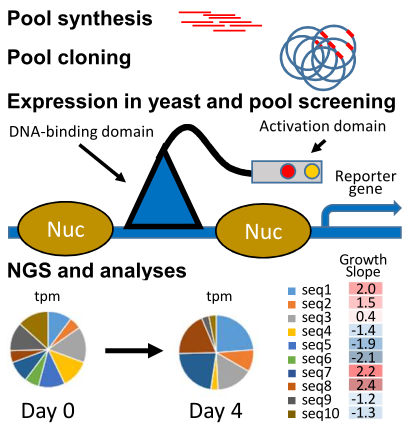 Pool synthesis
Pool cloning
Expression in yeast and pool screening
DNA-binding domain
Activation domain
Reporter
gene
Nuc
Nuc
NGS and analyses
Growth
Slope
tpm
tpm
seq1 2.0
seq2 1.5
seq3 0.4
seq4 -1.4
seq5 -1.9
seq6 -2.1
seq7 2.2
seq8 2.4
seq9 -1.2
seq10 -1.3
Day 0
Day 4